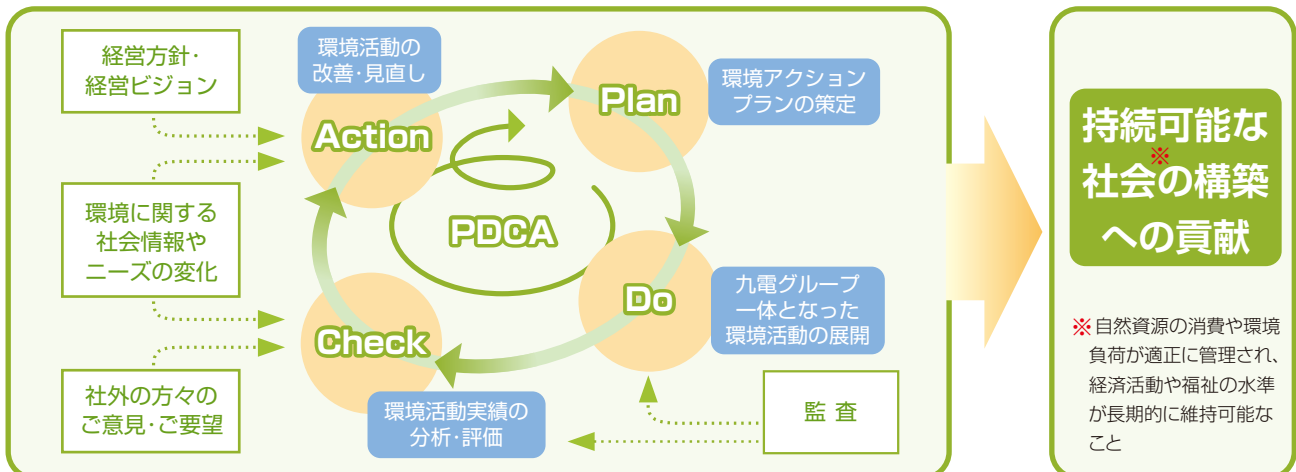 経営方針・
経営ビジョン
環境に関する
社会情報や
ニーズの変化
社外の方々の
ご意見・ご要望
環境活動の
改善・見直し
Action
Plan
環境アクション
プランの策定
PDCA
Do
九電グループ
一体となった
環境活動の展開
Check
環境活動実績の
分析・評価
監 査
持続可能な
※
社会の構築
への貢献
※自然資源の消費や環境
負荷が適正に管理され、
経済活動や福祉の水準
が長期的に維持可能な
こと